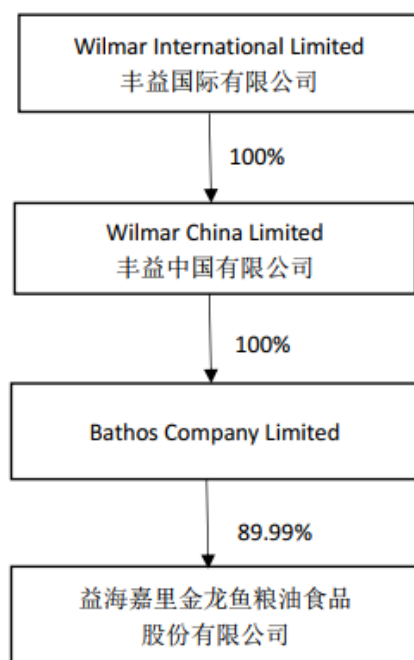 Wilmar International Limited
丰益国际有限公司
100%
Wilmar China Limited
丰益中国有限公司
100%
Bathos Company Limited
89.99%
益海嘉里金龙鱼粮油食品
股份有限公司